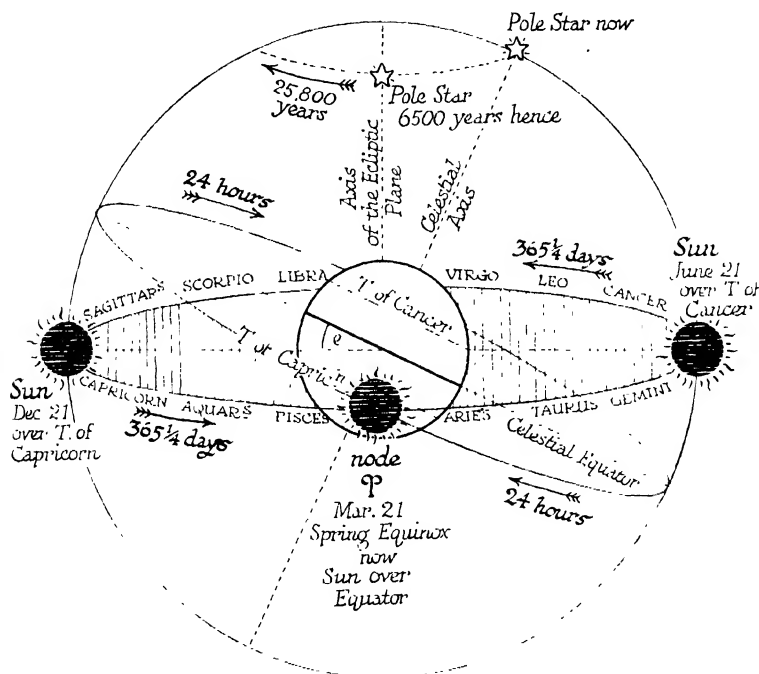 Pole Star now
25,800
years
Pole Star
6500 years hence
24 hours
Axis
of the Ecliptic
Plane
Celestial
Axis
365¼ days
Sun
June 21
over T of
Cancer
SAGITTARS
SCORPIO
LIBRA
VIRGO
LEO
CANCER
T of Cancer
T of Capricn
e
Sun
Dec 21
over T. of
Capricorn
CAPRICORN
AQUARS
PISCES
ARIES
TAURUS
GEMINI
365¼ days
Celestial Equator
24 hours
node
♈
Mar. 21
Spring Equinox
now
Sun over
Equator